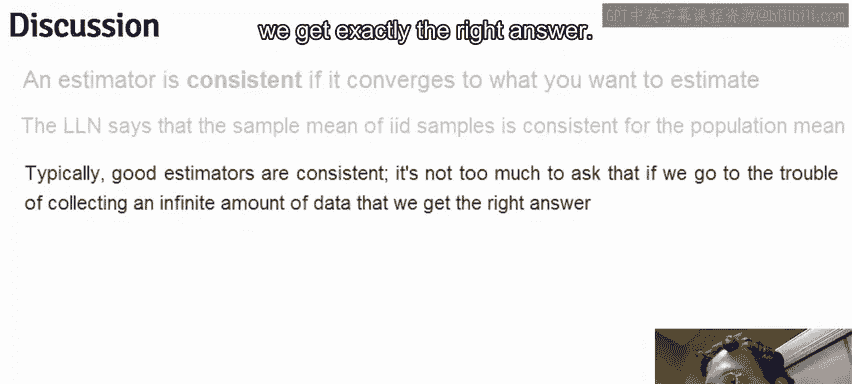 Discussion
we get exactly the right answer.
GPT中英字幕课程资源@bilibili.com
An estimator is consistent if it converges to what you want to estimate
The LLN says that the sample mean of iid samples is consistent for the population mean
Typically, good estimators are consistent; it's not too much to ask that if we go to the trouble
of collecting an infinite amount of data that we get the right answer